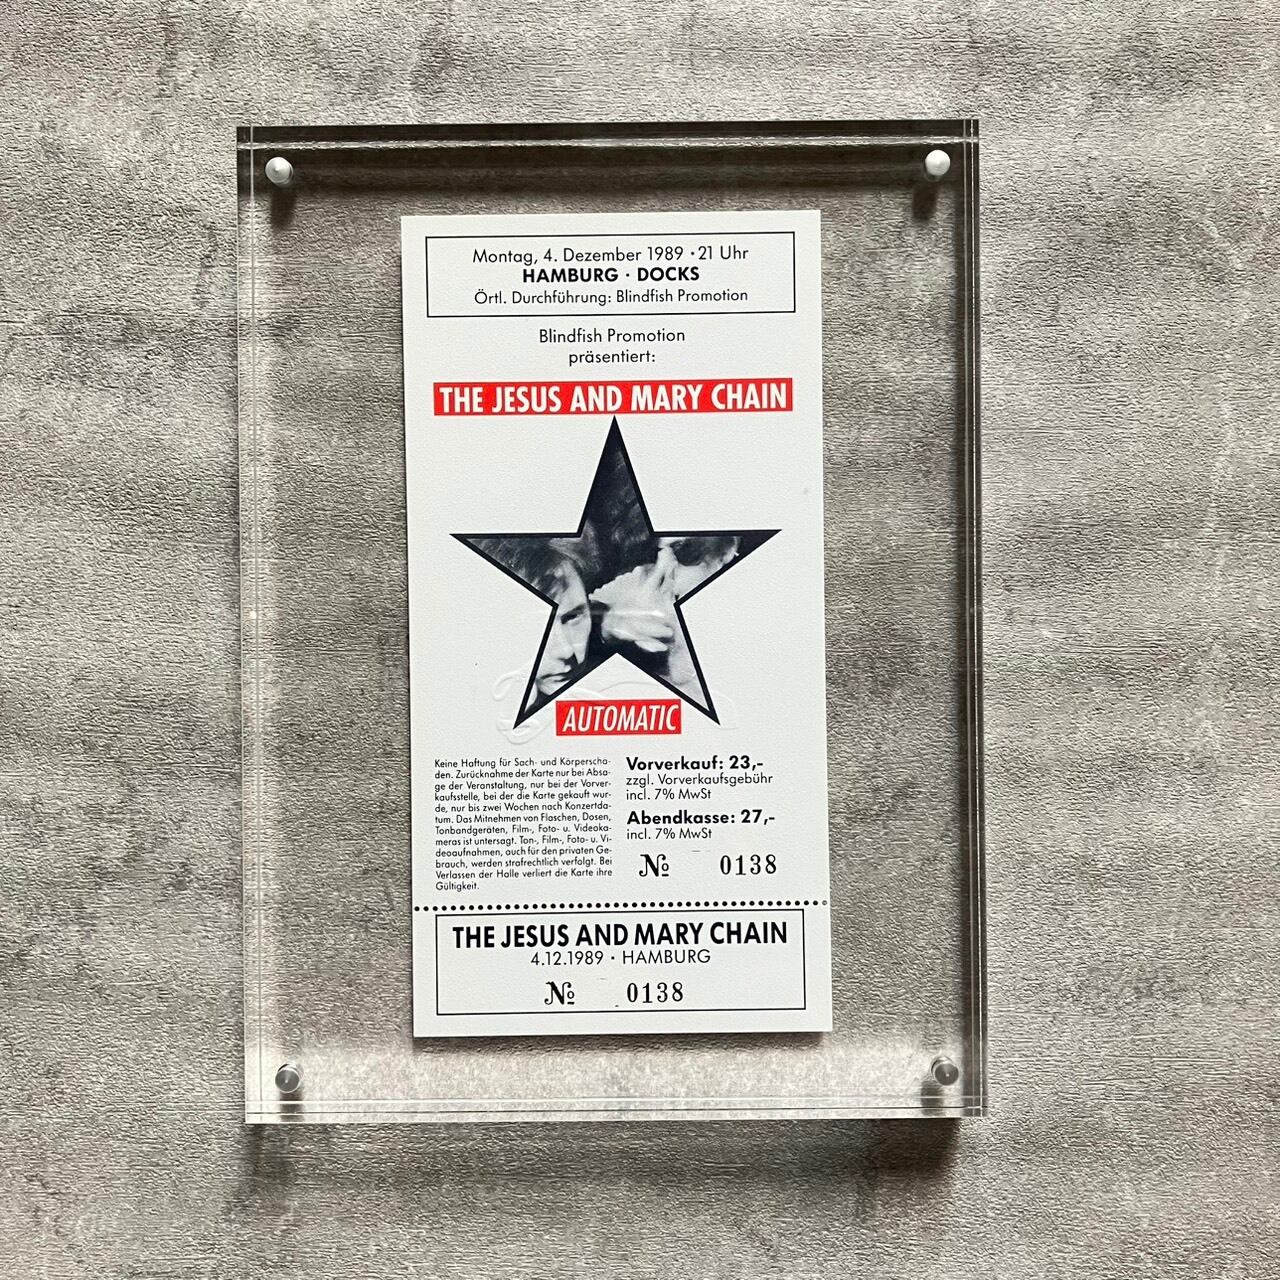 Montag, 4. Dezember 1989 · 21 Uhr
HAMBURG · DOCKS
Örtl. Durchführung: Blindfish Promotion
Blindfish Promotion
präsentiert:
THE JESUS AND MARY CHAIN
AUTOMATIC
Keine Haftung für Sach- und Körperscha-
den. Zurücknahme der Karte nur bei Absa-
ge der Veranstaltung, nur bei der Vorver-
kaufsstelle, bei der die Karte gekauft wur-
de, nur bis zwei Wochen nach Konzertda-
tum. Das Mitnehmen von Flaschen, Dosen,
Tonbandgeräten, Film-, Foto- u. Videoka-
meras ist untersagt. Ton-, Film-, Foto- u. Vi-
deoaufnahmen, auch für den privaten Ge-
brauch, werden strafrechtlich verfolgt. Bei
Verlassen der Halle verliert die Karte ihre
Gültigkeit.
Vorverkauf: 23,-
zzgl. Vorverkaufsgebühr
incl. 7% MwSt
Abendkasse: 27,-
incl. 7% MwSt
№ 0138
THE JESUS AND MARY CHAIN
4.12.1989 · HAMBURG
№ 0138